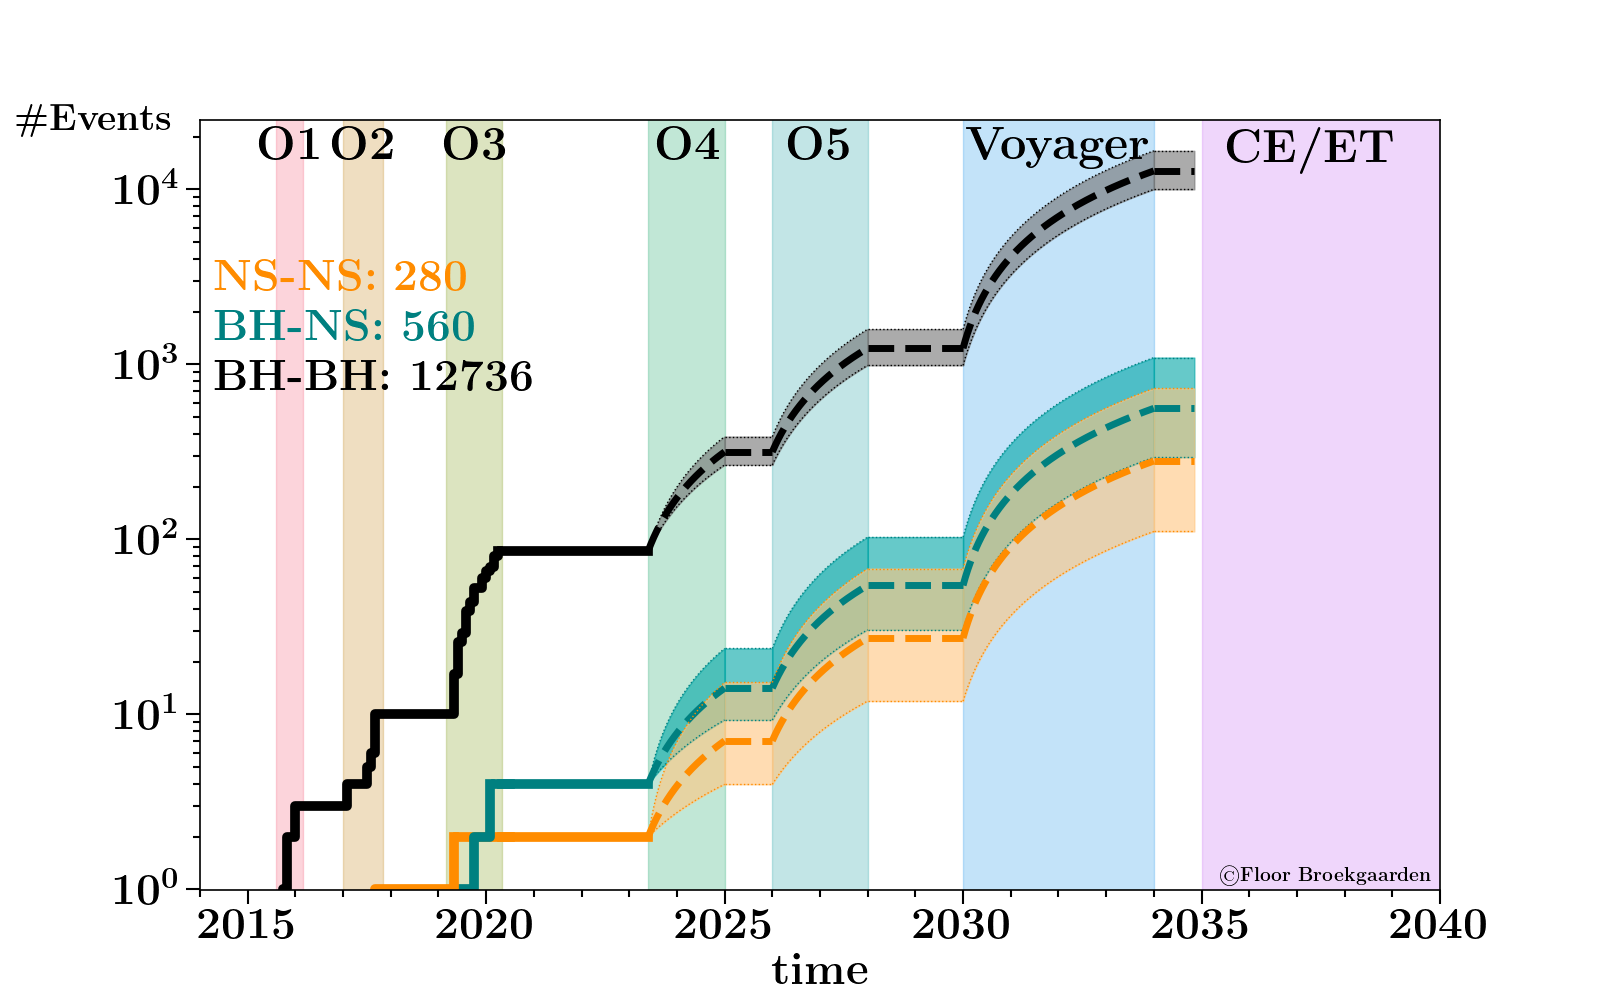 #Events
O1 O2 O3 O4 O5 Voyager CE/ET
10^4
NS-NS: 280
BH-NS: 560
10^3
BH-BH: 12736
10^2
10^1
©Floor Broekgaarden
10^0
2015 2020 2025 2030 2035 2040
time